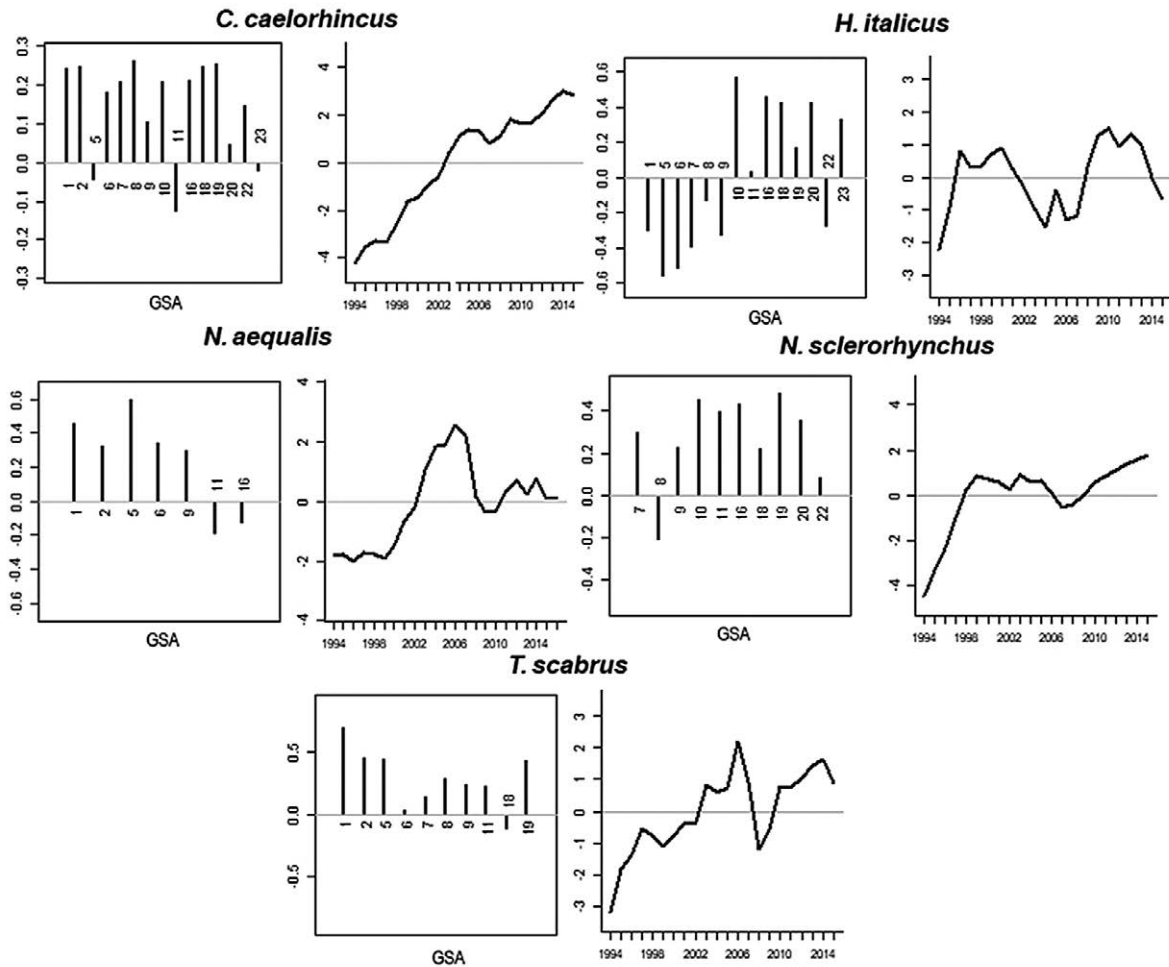 C. caelorhincus
0.3
0.2
0.1
0.0
-0.1
-0.2
-0.3
1 2 5 6 7 8 9 10 11 16 18 19 20 22 23
GSA
4
2
0
-2
-4
1994 1998 2002 2006 2010 2014
H. italicus
0.6
0.4
0.2
0.0
-0.2
-0.4
-0.6
1 5 6 7 8 9 10 11 16 18 19 20 22 23
GSA
3
2
1
0
-1
-2
-3
1994 1998 2002 2006 2010 2014
N. aequalis
0.6
0.4
0.2
0.0
-0.2
-0.4
-0.6
1 2 5 6 9 11 16
GSA
4
2
0
-2
-4
1994 1998 2002 2006 2010 2014
N. sclerorhynchus
0.4
0.2
0.0
-0.2
-0.4
7 8 9 10 11 16 18 19 20 22
GSA
4
2
0
-2
-4
1994 1998 2002 2006 2010 2014
T. scabrus
0.5
0.0
-0.5
1 2 5 6 7 8 9 11 18 19
GSA
3
2
1
0
-1
-2
-3
1994 1998 2002 2006 2010 2014